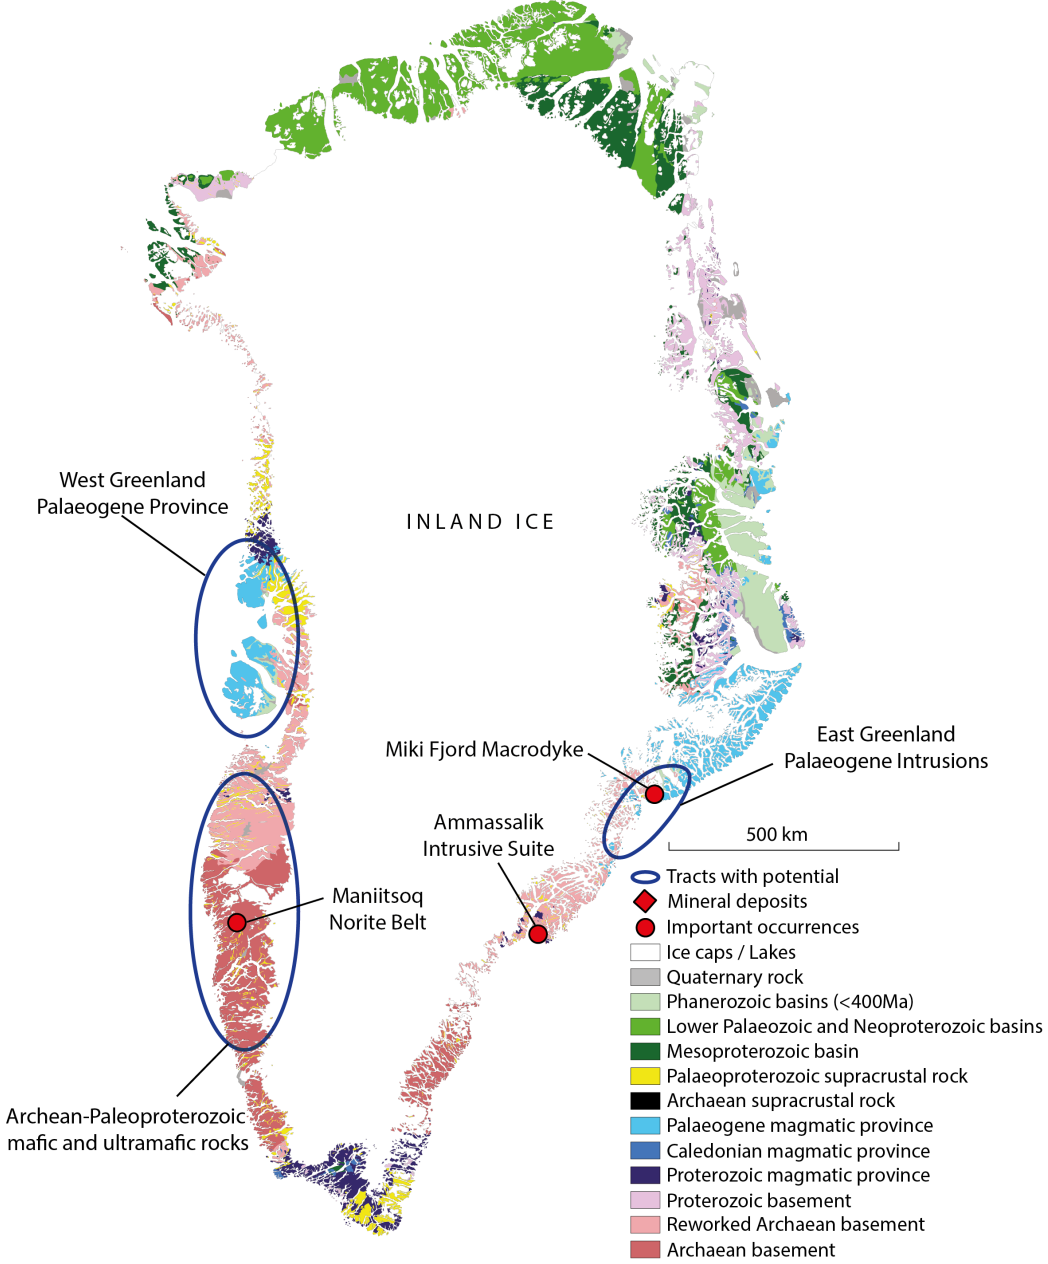 West Greenland
Palaeogene Province
INLAND ICE
Miki Fjord Macrodyke
East Greenland
Palaeogene Intrusions
Ammassalik
Intrusive Suite
500 km
Maniitsoq
Norite Belt
Archean-Paleoproterozoic
mafic and ultramafic rocks
Tracts with potential
Mineral deposits
Important occurrences
Ice caps / Lakes
Quaternary rock
Phanerozoic basins (<400Ma)
Lower Palaeozoic and Neoproterozoic basins
Mesoproterozoic basin
Palaeoproterozoic supracrustal rock
Archaean supracrustal rock
Palaeogene magmatic province
Caledonian magmatic province
Proterozoic magmatic province
Proterozoic basement
Reworked Archaean basement
Archaean basement